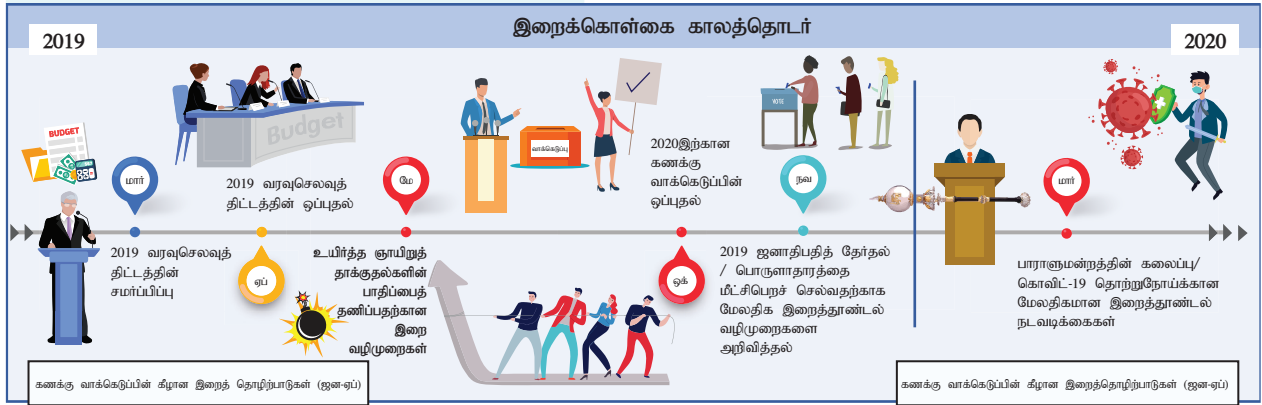 இறைக்கொள்கை காலத்தொடர்
2019
2020
BUDGET
Budget
வாக்கெடுப்பு
VOTE
மார்
2019 வரவுசெலவுத்
திட்டத்தின்
சமர்ப்பிப்பு
2019 வரவுசெலவுத்
திட்டத்தின் ஒப்புதல்
ஏப்
மே
உயிர்த்த ஞாயிறுத்
தாக்குதல்களின்
பாதிப்பைத்
தணிப்பதற்கான
இறை
வழிமுறைகள்
2020இற்கான
கணக்கு
வாக்கெடுப்பின்
ஒப்புதல்
ஒக்
நவ
2019 ஜனாதிபதித் தேர்தல்
/ பொருளாதாரத்தை
மீட்சிபெறச் செல்வதற்காக
மேலதிக இறைத்தூண்டல்
வழிமுறைகளை
அறிவித்தல்
மார்
பாராளுமன்றத்தின் கலைப்பு/
கொவிட்-19 தொற்றுநோய்க்கான
மேலதிகமான இறைத்தூண்டல்
நடவடிக்கைகள்
கணக்கு வாக்கெடுப்பின் கீழான இறைத் தொழிற்பாடுகள் (ஜன-ஏப்)
கணக்கு வாக்கெடுப்பின் கீழான இறைத்தொழிற்பாடுகள் (ஜன-ஏப்)